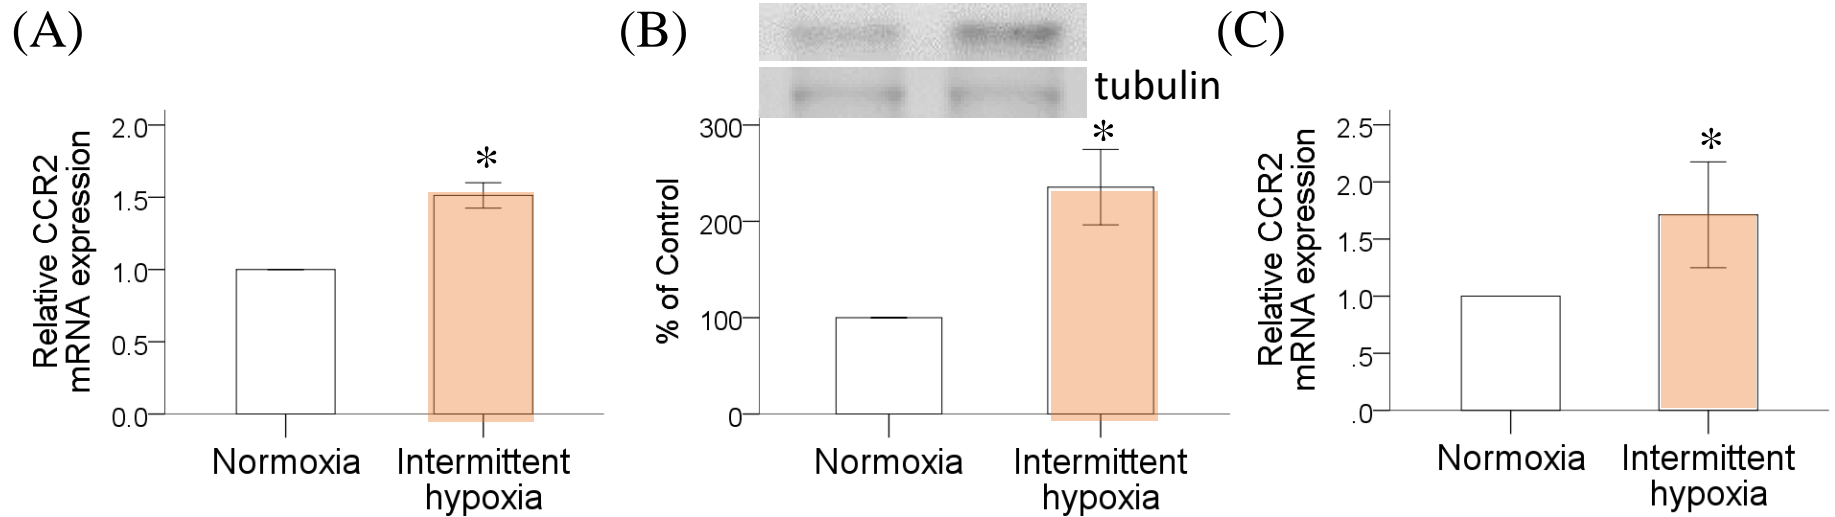 (A)
Relative CCR2
mRNA expression
2.0
1.5
1.0
0.5
0.0
*
Normoxia
Intermittent
hypoxia
(B)
tubulin
% of Control
300
200
100
0
*
Normoxia
Intermittent
hypoxia
(C)
Relative CCR2
mRNA expression
2.5
2.0
1.5
1.0
.5
.0
*
Normoxia
Intermittent
hypoxia